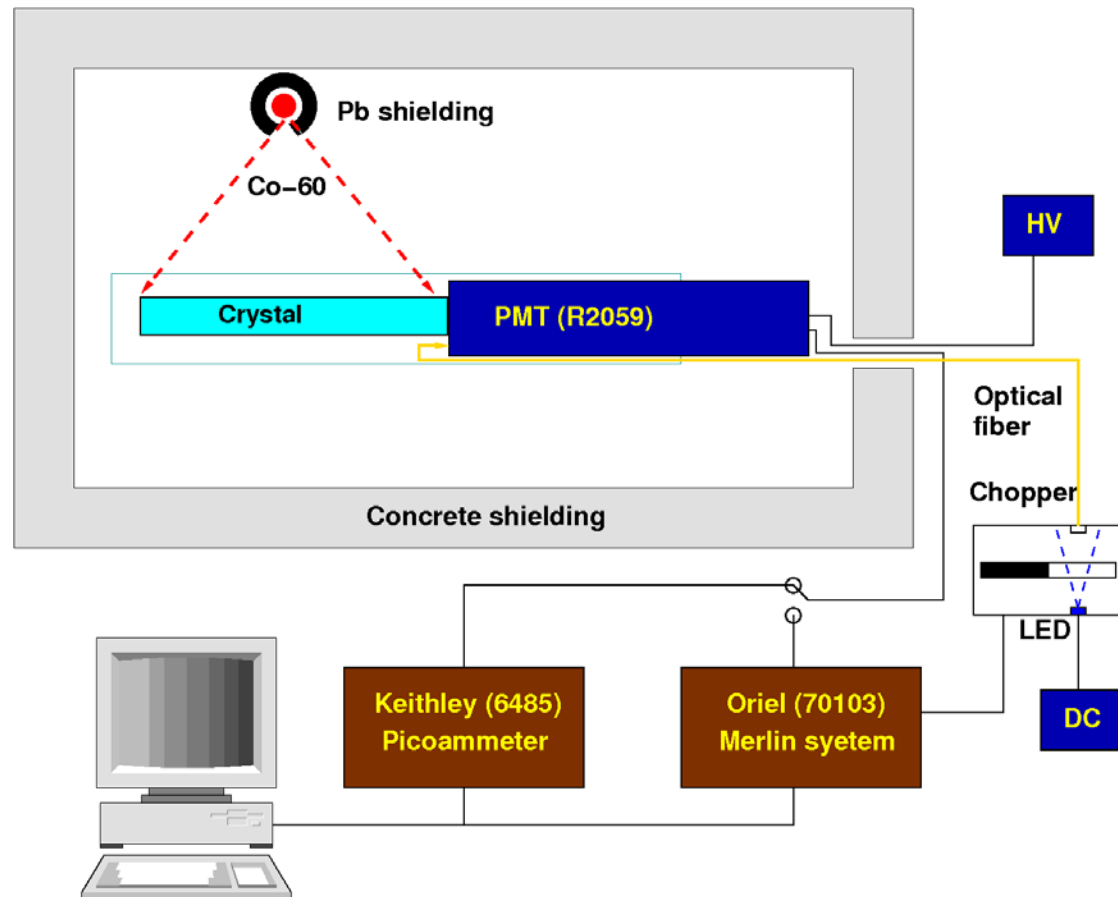 Pb shielding
Co-60
HV
Crystal
PMT (R2059)
Optical
fiber
Chopper
Concrete shielding
LED
Keithley (6485)
Picoammeter
Oriel (70103)
Merlin syetem
DC